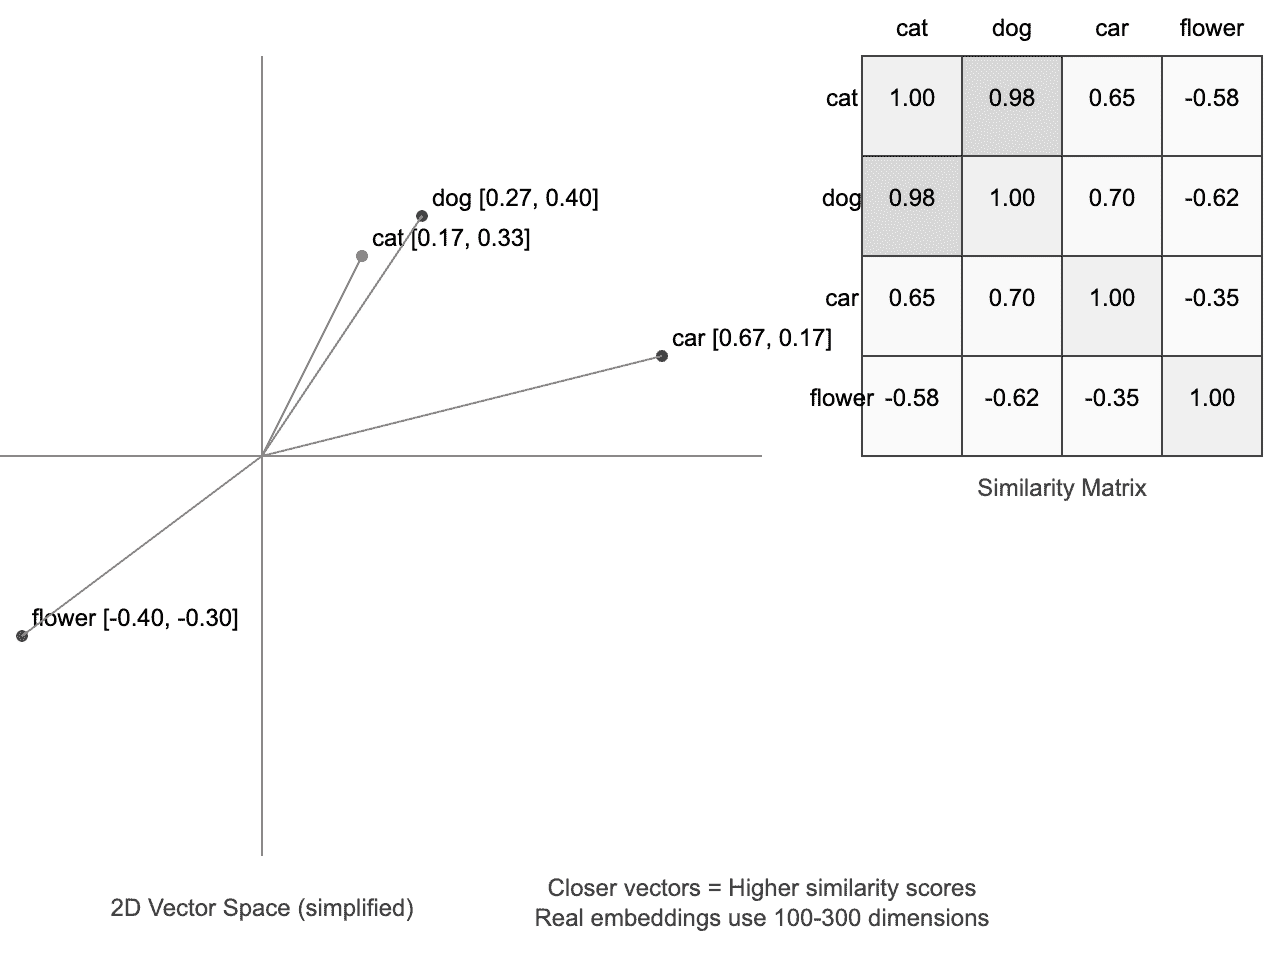 cat dog car flower
cat 1.00 0.98 0.65 -0.58
dog 0.98 1.00 0.70 -0.62
car 0.65 0.70 1.00 -0.35
flower -0.58 -0.62 -0.35 1.00
Similarity Matrix
dog [0.27, 0.40]
cat [0.17, 0.33]
car [0.67, 0.17]
flower [-0.40, -0.30]
2D Vector Space (simplified)
Closer vectors = Higher similarity scores
Real embeddings use 100-300 dimensions